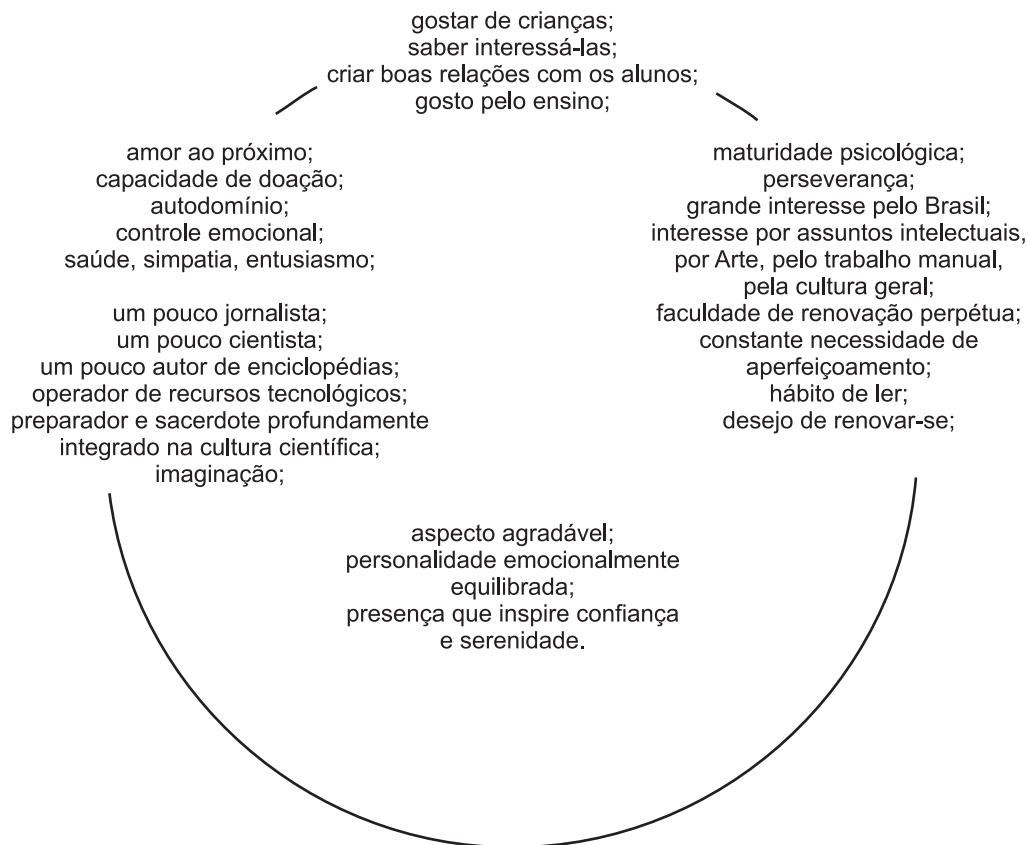 gostar de crianças;
saber interessá-las;
criar boas relações com os alunos;
gosto pelo ensino;
amor ao próximo;
capacidade de doação;
autodomínio;
controle emocional;
saúde, simpatia, entusiasmo;
um pouco jornalista;
um pouco cientista;
um pouco autor de enciclopédias;
operador de recursos tecnológicos;
preparador e sacerdote profundamente
integrado na cultura científica;
imaginação;
maturidade psicológica;
perseverança;
grande interesse pelo Brasil;
interesse por assuntos intelectuais,
por Arte, pelo trabalho manual,
pela cultura geral;
faculdade de renovação perpétua;
constante necessidade de
aperfeiçoamento;
hábito de ler;
desejo de renovar-se;
aspecto agradável;
personalidade emocionalmente
equilibrada;
presença que inspire confiança
e serenidade.